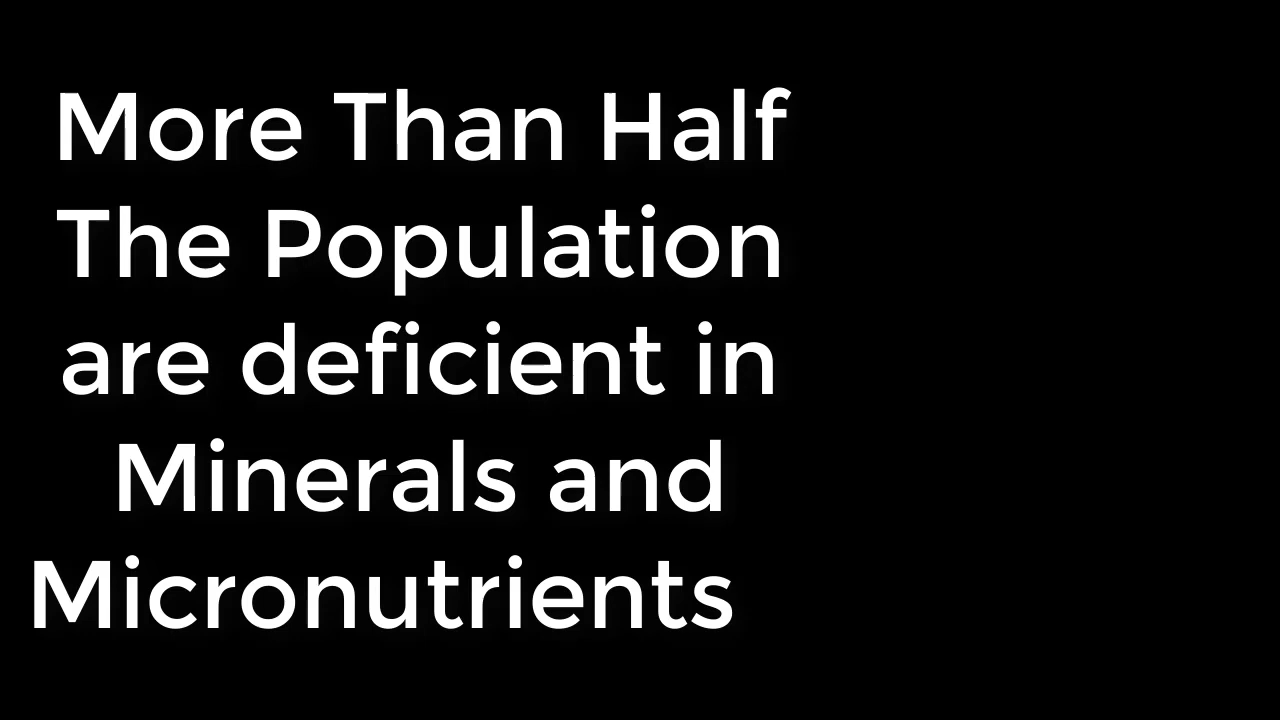 More Than Half
The Population
are deficient in
Minerals and
Micronutrients